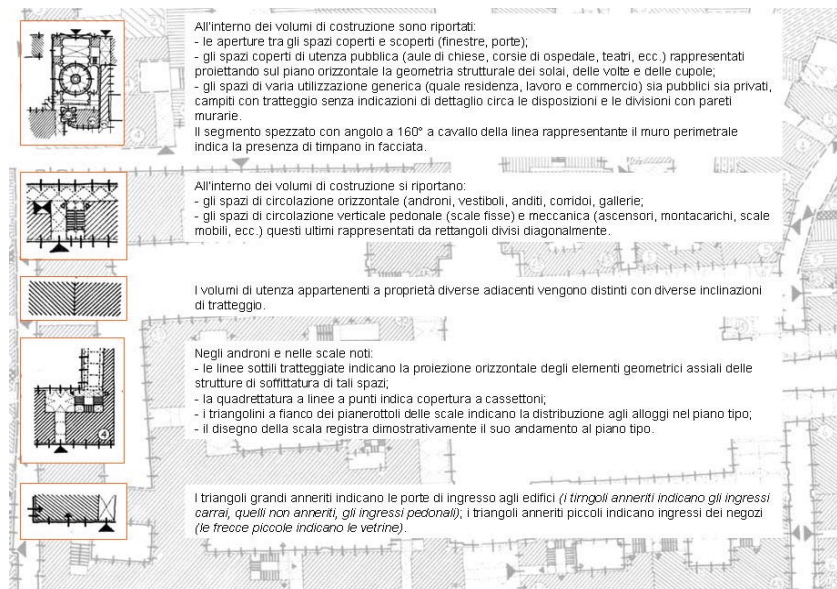 All'interno dei volumi di costruzione sono riportati:
- le aperture tra gli spazi coperti e scoperti (finestre, porte);
- gli spazi coperti di utenza pubblica (aule di chiese, corsie di ospedale, teatri, ecc.) rappresentati
proiettando sul piano orizzontale la geometria strutturale dei solai, delle volte e delle cupole;
- gli spazi di varia utilizzazione generica (quale residenza, lavoro e commercio) sia pubblici sia privati,
campiti con tratteggio senza indicazioni di dettaglio circa le disposizioni e le divisioni con pareti
murarie.
Il segmento spezzato con angolo a 160° a cavallo della linea rappresentante il muro perimetrale
indica la presenza di timpano in facciata.
All'interno dei volumi di costruzione si riportano:
- gli spazi di circolazione orizzontale (androni, vestiboli, anditi, corridoi, gallerie;
- gli spazi di circolazione verticale pedonale (scale fisse) e meccanica (ascensori, montacarichi, scale
mobili, ecc.) questi ultimi rappresentati da rettangoli divisi diagonalmente.
I volumi di utenza appartenenti a proprietà diverse adiacenti vengono distinti con diverse inclinazioni
di tratteggio.
Negli androni e nelle scale noti:
- le linee sottili tratteggiate indicano la proiezione orizzontale degli elementi geometrici assiali delle
strutture di soffittatura di tali spazi;
- la quadrettatura a linee a punti indica copertura a cassettoni;
- i triangolini a fianco dei pianerottoli delle scale indicano la distribuzione agli alloggi nel piano tipo;
- il disegno della scala registra dimostrativamente il suo andamento al piano tipo.
4
I triangoli grandi anneriti indicano le porte di ingresso agli edifici (i tirngoli anneriti indicano gli ingressi
carrai, quelli non anneriti, gli ingressi pedonali); i triangoli anneriti piccoli indicano ingressi dei negozi
(le frecce piccole indicano le vetrine).